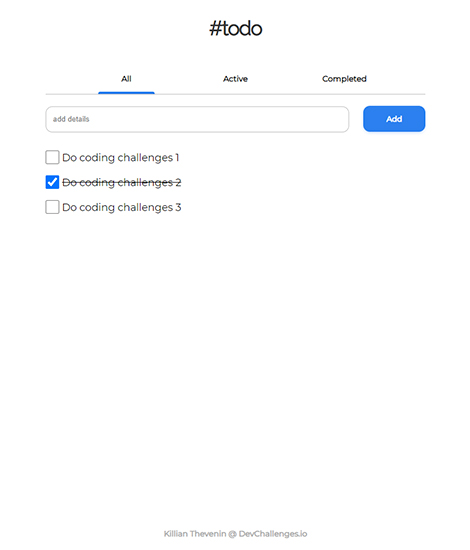 #todo
All Active Completed
add details Add
Do coding challenges 1
Do coding challenges 2
Do coding challenges 3
Killian Thevenin @ DevChallenges.io